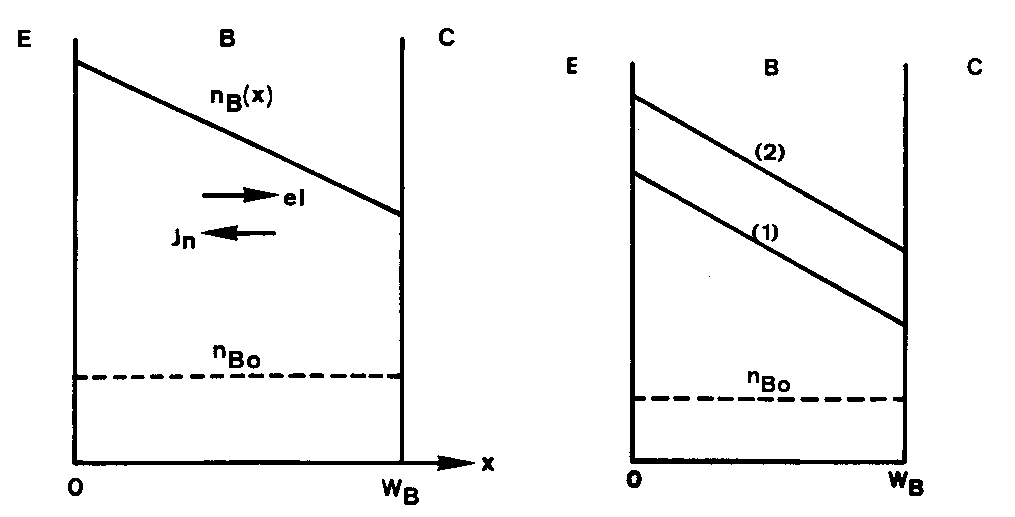 E B C
n_B(x)
el
j_n
n_Bo
x
0 W_B
E B C
(2)
(1)
n_Bo
0 W_B